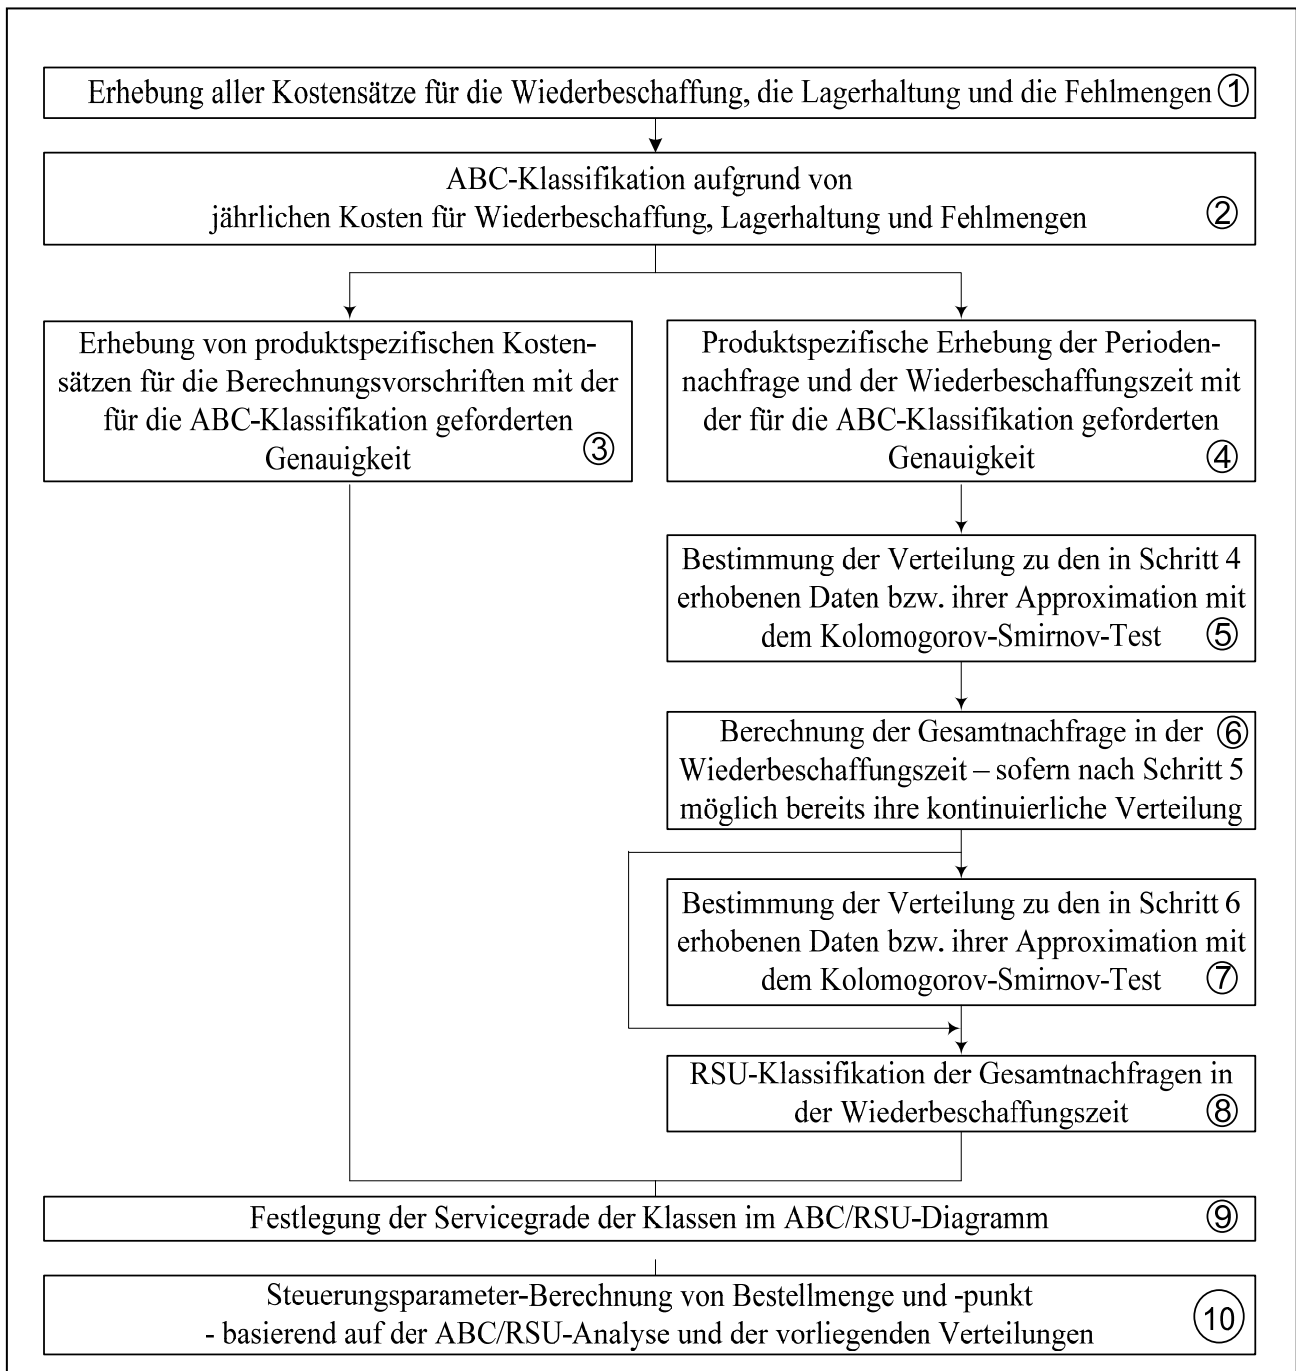 Erhebung aller Kostensätze für die Wiederbeschaffung, die Lagerhaltung und die Fehlmengen ①
ABC-Klassifikation aufgrund von
jährlichen Kosten für Wiederbeschaffung, Lagerhaltung und Fehlmengen ②
Erhebung von produktspezifischen Kosten-
sätzen für die Berechnungsvorschriften mit der
für die ABC-Klassifikation geforderten
Genauigkeit ③
Produktspezifische Erhebung der Perioden-
nachfrage und der Wiederbeschaffungszeit mit
der für die ABC-Klassifikation geforderten
Genauigkeit ④
Bestimmung der Verteilung zu den in Schritt 4
erhobenen Daten bzw. ihrer Approximation mit
dem Kolomogorov-Smirnov-Test ⑤
Berechnung der Gesamtnachfrage in der ⑥
Wiederbeschaffungszeit – sofern nach Schritt 5
möglich bereits ihre kontinuierliche Verteilung
Bestimmung der Verteilung zu den in Schritt 6
erhobenen Daten bzw. ihrer Approximation mit
dem Kolomogorov-Smirnov-Test ⑦
RSU-Klassifikation der Gesamtnachfragen in
der Wiederbeschaffungszeit ⑧
Festlegung der Servicegrade der Klassen im ABC/RSU-Diagramm ⑨
Steuerungsparameter-Berechnung von Bestellmenge und -punkt
- basierend auf der ABC/RSU-Analyse und der vorliegenden Verteilungen ⑩